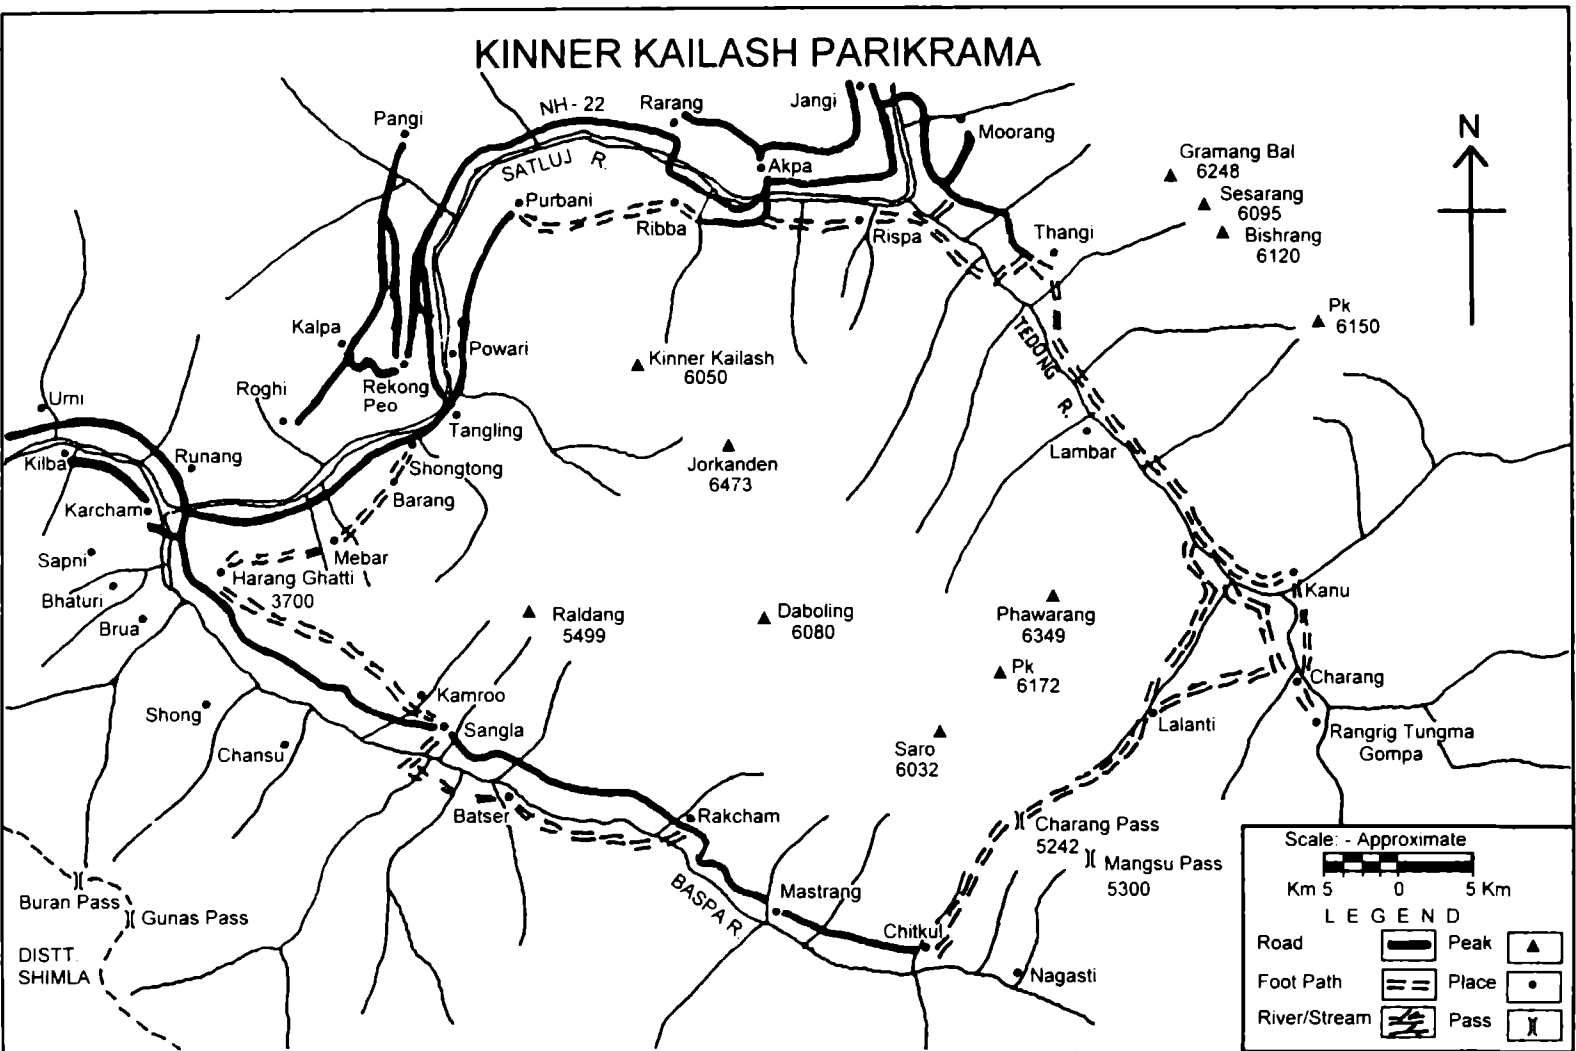 KINNER KAILASH PARIKRAMA
Pangi
NH - 22
Rarang
Jangi
Moorang
N
SATLUJ R.
Akpa
Gramang Bal
6248
Purbani
Sesarang
6095
Ribba
Rispa
Thangi
Bishrang
6120
Pk
6150
Kalpa
Powari
Kinner Kailash
6050
TEDONG R.
Roghi
Rekong
Peo
Urni
Tangling
Lambar
Kilba
Runang
Shongtong
Jorkanden
6473
Barang
Karcham
Mebar
Sapni
Harang Ghatti
3700
Bhaturi
Kanu
Brua
Raldang
5499
Daboling
6080
Phawarang
6349
Pk
6172
Charang
Kamroo
Shong
Sangla
Lalanti
Rangrig Tungma
Gompa
Chansu
Saro
6032
Batser
Rakcham
Charang Pass
5242
Mangsu Pass
5300
BASPA R.
Mastrang
Buran Pass
Gunas Pass
Chitkul
DISTT.
SHIMLA
Nagasti
Scale: - Approximate
Km 5 0 5 Km
LEGEND
Road
Peak
Foot Path
Place
River/Stream
Pass